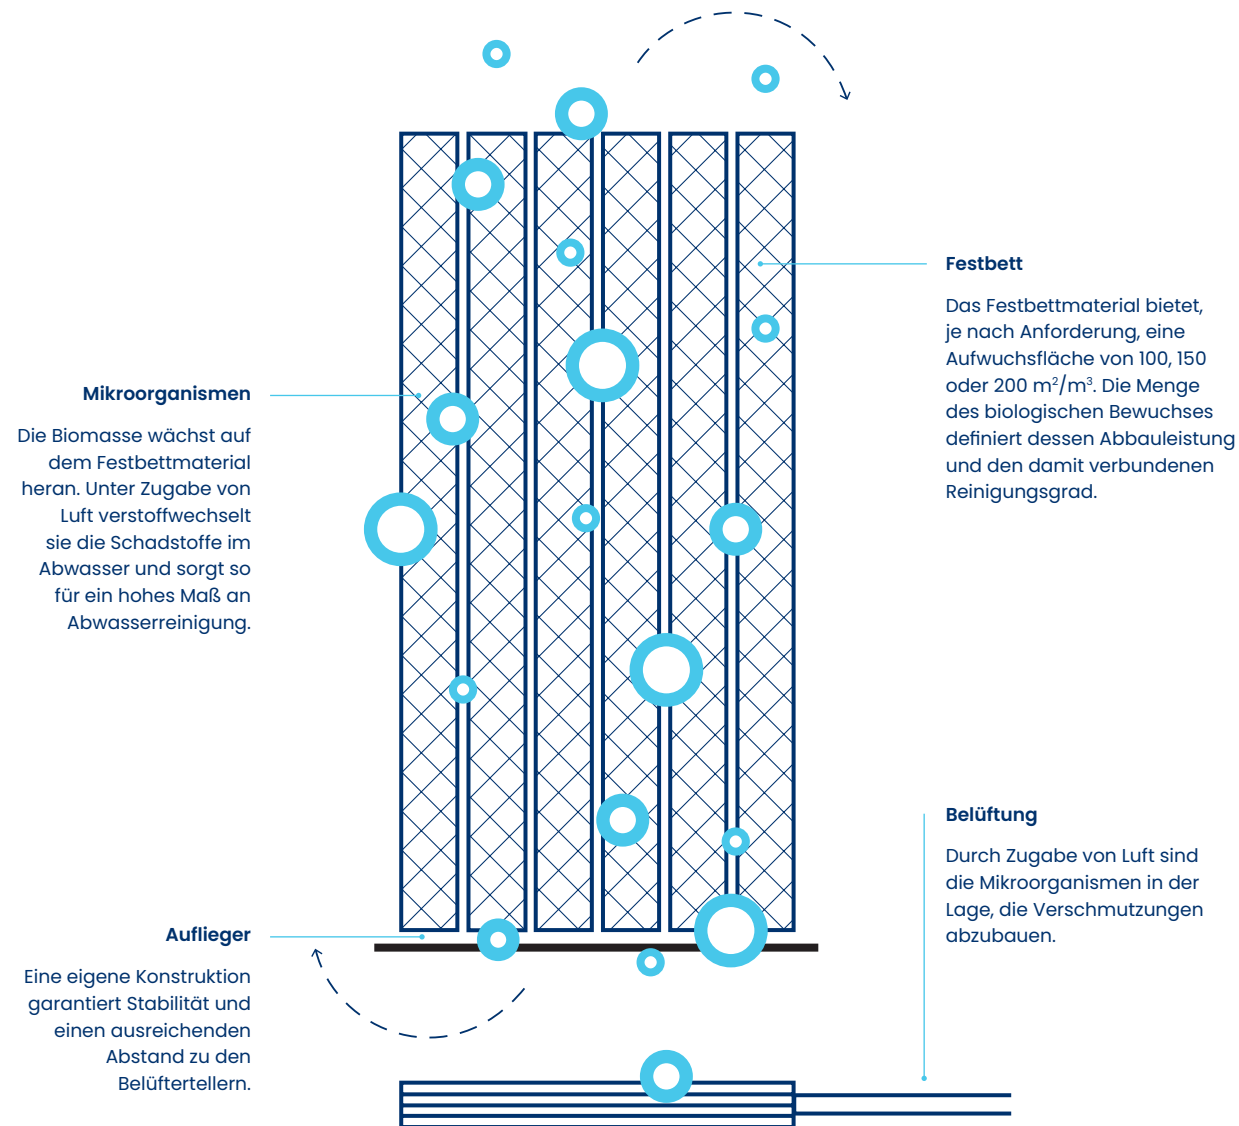 Festbett
Das Festbettmaterial bietet,
je nach Anforderung, eine
Aufwuchsfläche von 100, 150
oder 200 m²/m³. Die Menge
des biologischen Bewuchses
definiert dessen Abbauleistung
und den damit verbundenen
Reinigungsgrad.
Mikroorganismen
Die Biomasse wächst auf
dem Festbettmaterial
heran. Unter Zugabe von
Luft verstoffwechselt
sie die Schadstoffe im
Abwasser und sorgt so
für ein hohes Maß an
Abwasserreinigung.
Belüftung
Durch Zugabe von Luft sind
die Mikroorganismen in der
Lage, die Verschmutzungen
abzubauen.
Auflieger
Eine eigene Konstruktion
garantiert Stabilität und
einen ausreichenden
Abstand zu den
Belüftertellern.